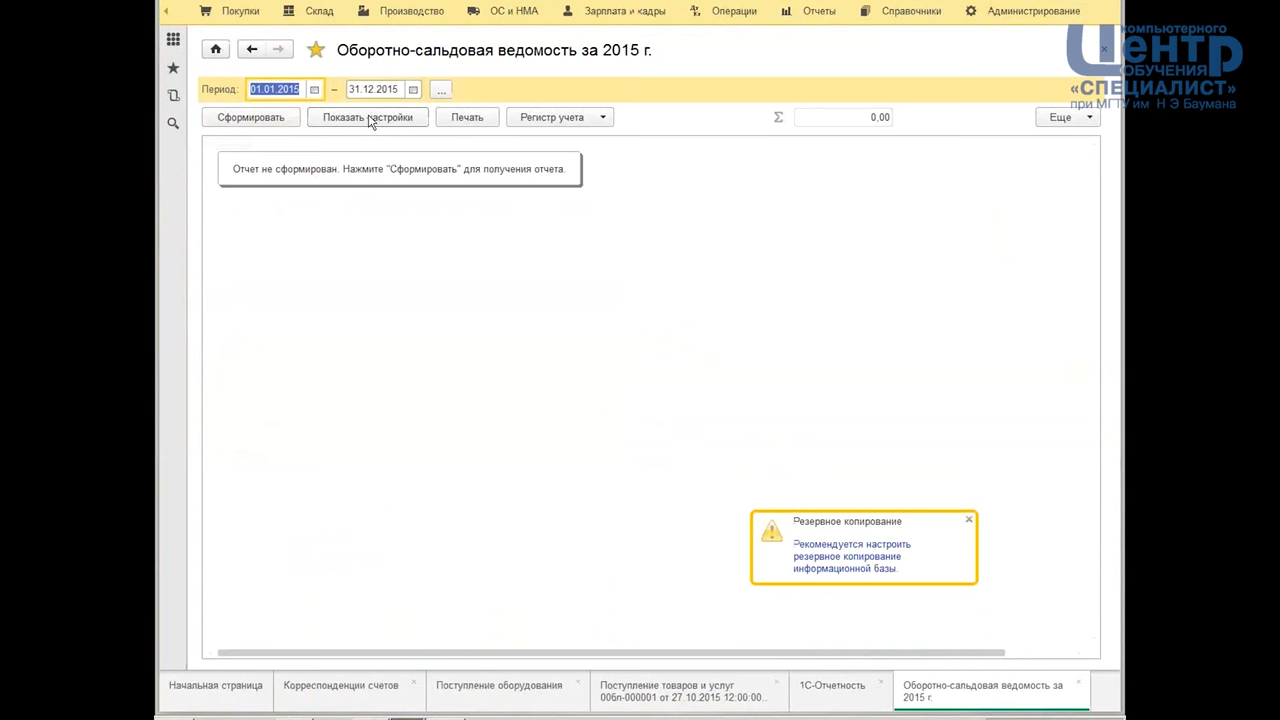 Покупки Склад Производство ОС и НМА Зарплата и кадры Операции Отчеты Справочники Администрирование
компьютерного
Центр
ОБУЧЕНИЯ
«СПЕЦИАЛИСТ»
при МГТУ им Н Э Баумана
Оборотно-сальдовая ведомость за 2015 г.
Период: 01.01.2015 – 31.12.2015 ...
Сформировать Показать настройки Печать Регистр учета Σ 0,00 Еще
Отчет не сформирован. Нажмите "Сформировать" для получения отчета.
Резервное копирование
Рекомендуется настроить
резервное копирование
информационной базы.
Начальная страница
Корреспонденции счетов
Поступление оборудования
Поступление товаров и услуг
00бл-000001 от 27.10.2015 12:00:00...
1С-Отчетность
Оборотно-сальдовая ведомость за
2015 г.